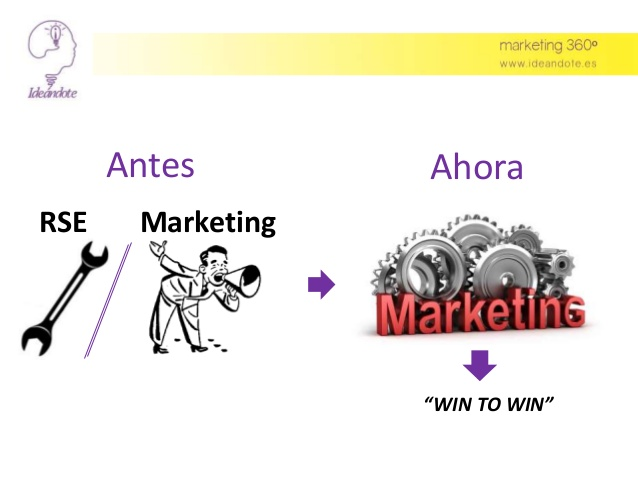 Ideandote
marketing 360º
www.ideandote.es
Antes
Ahora
RSE
Marketing
Marketing
“WIN TO WIN”